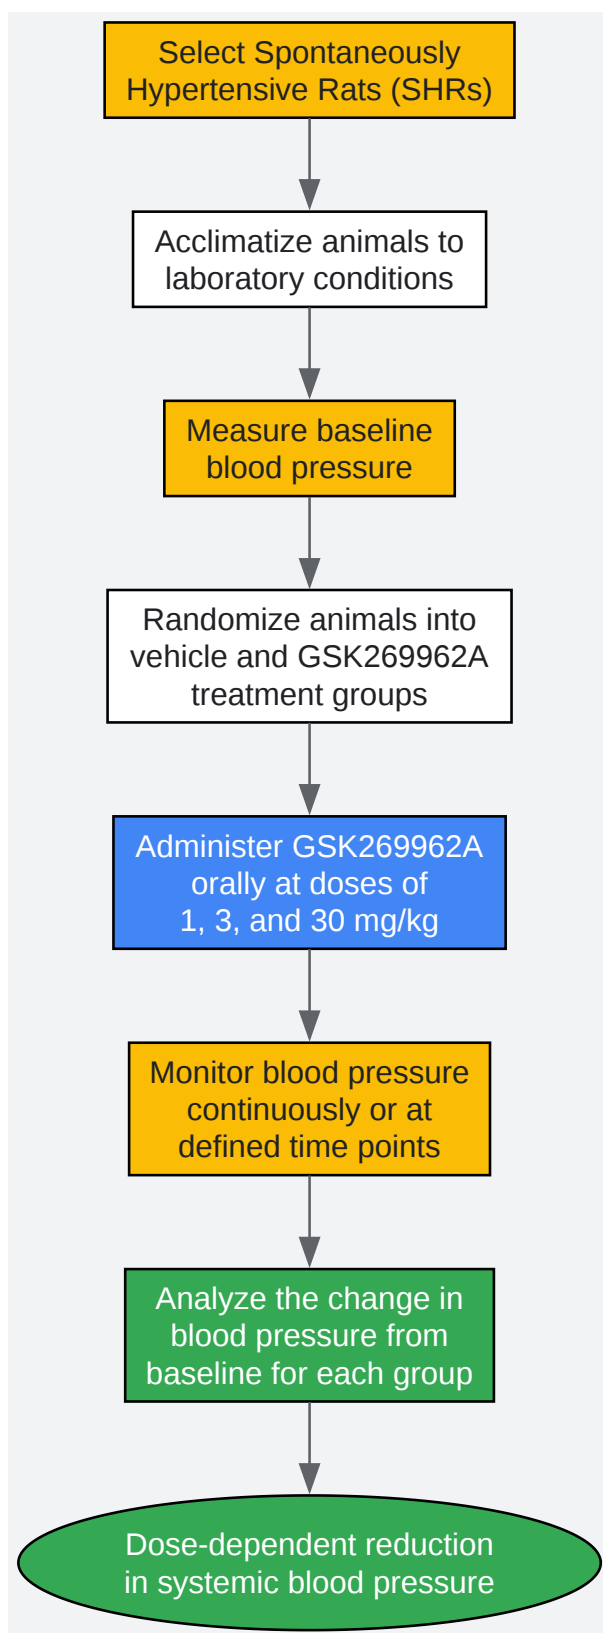 Select Spontaneously
Hypertensive Rats (SHRs)
Acclimatize animals to
laboratory conditions
Measure baseline
blood pressure
Randomize animals into
vehicle and GSK269962A
treatment groups
Administer GSK269962A
orally at doses of
1, 3, and 30 mg/kg
Monitor blood pressure
continuously or at
defined time points
Analyze the change in
blood pressure from
baseline for each group
Dose-dependent reduction
in systemic blood pressure